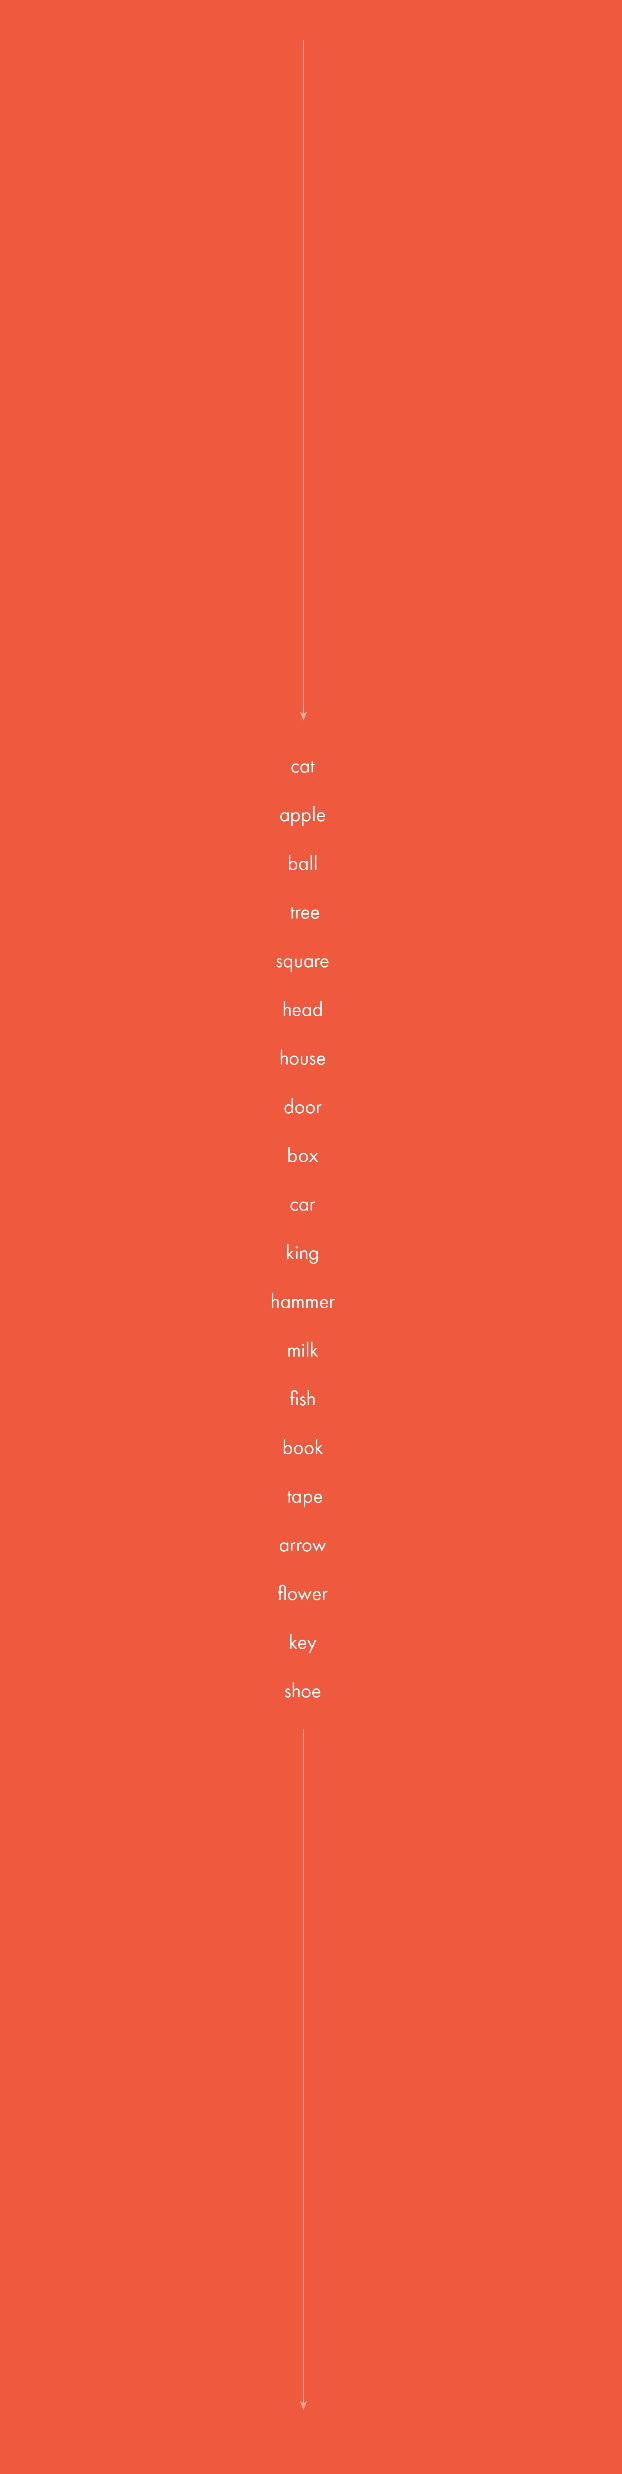 cat
apple
ball
tree
square
head
house
door
box
car
king
hammer
milk
fish
book
tape
arrow
flower
key
shoe